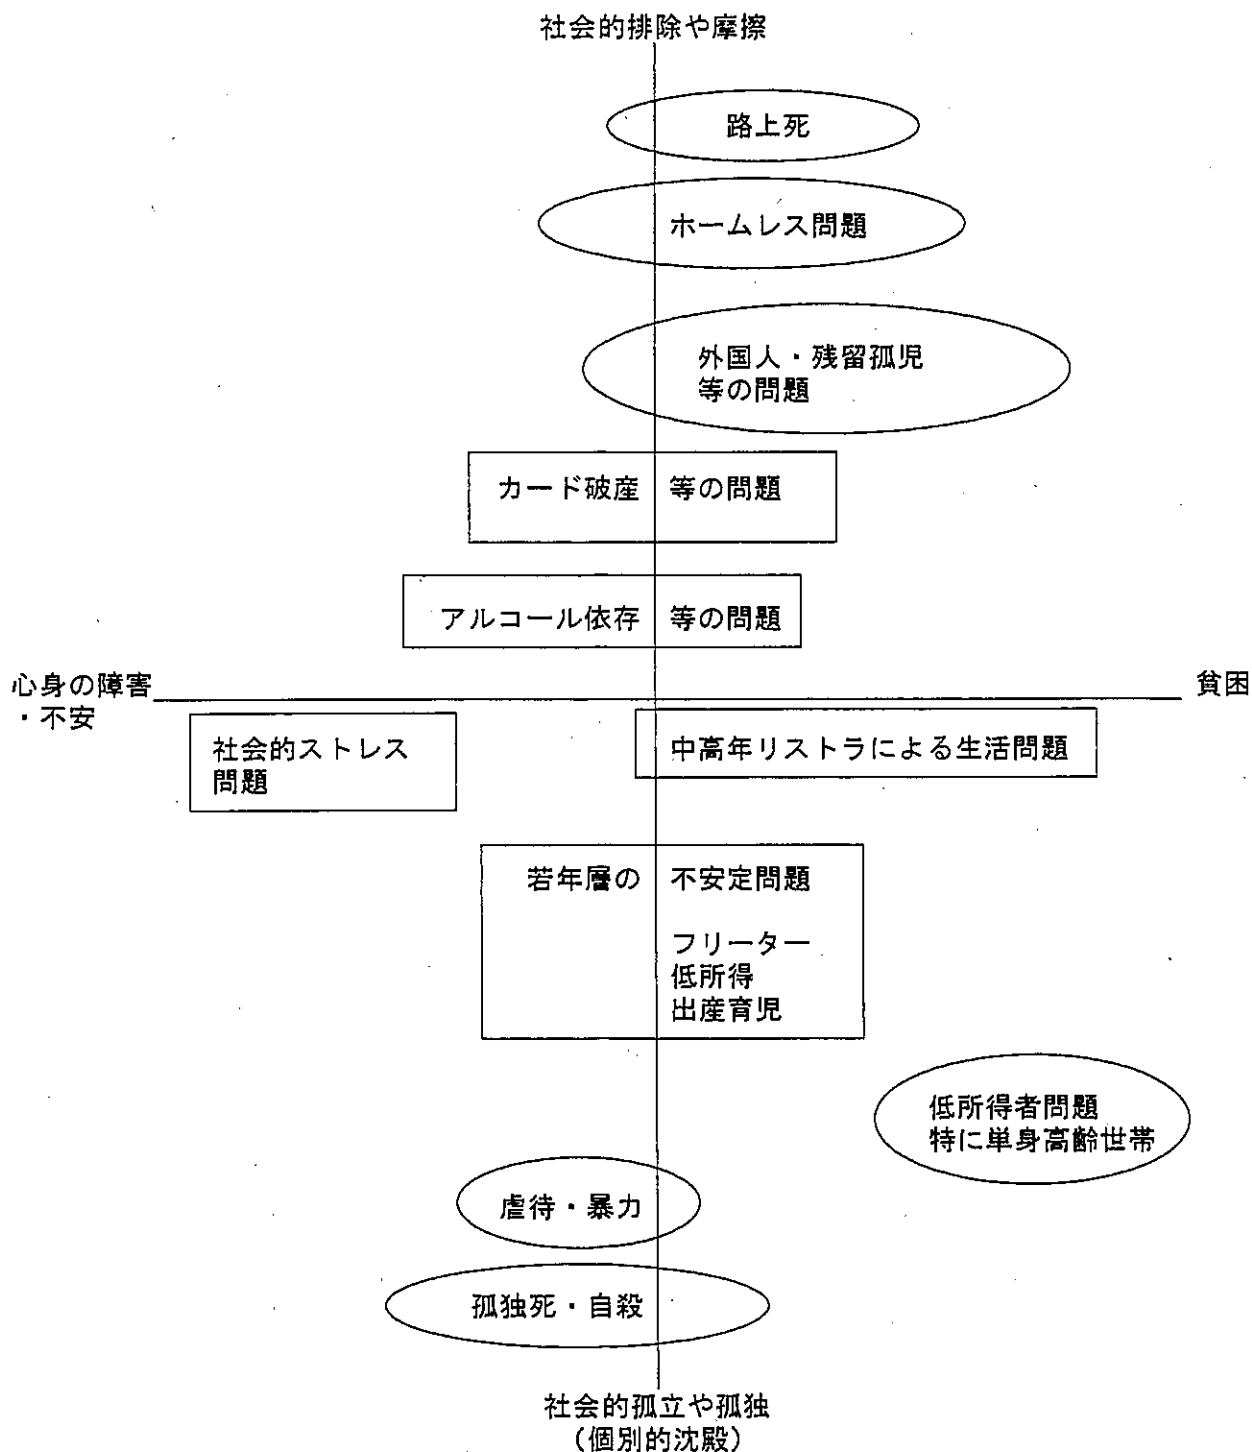 社会的排除や摩擦
路上死
ホームレス問題
外国人・残留孤児
等の問題
カード破産等の問題
アルコール依存等の問題
心身の障害
・不安
貧困
社会的ストレス
問題
中高年リストラによる生活問題
若年層の不安定問題
フリーター
低所得
出産育児
低所得者問題
特に単身高齢世帯
虐待・暴力
孤独死・自殺
社会的孤立や孤独
（個別的沈殿）